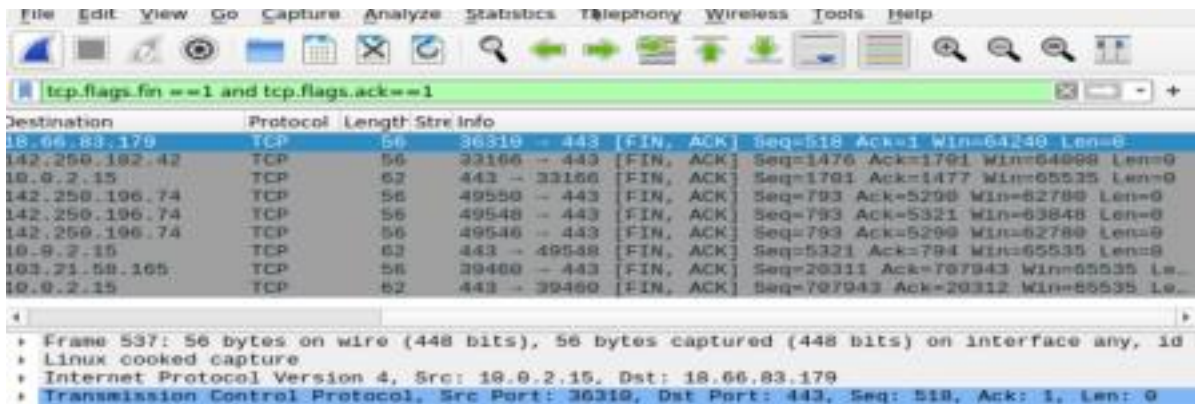 File Edit View Go Capture Analyze Statistics Telephony Wireless Tools Help
tcp.flags.fin ==1 and tcp.flags.ack==1
Destination Protocol Length Stre Info
18.66.83.179 TCP 56 36310 → 443 [FIN, ACK] Seq=518 Ack=1 Win=64240 Len=0
142.250.182.42 TCP 56 33166 → 443 [FIN, ACK] Seq=1476 Ack=1701 Win=64090 Len=0
10.0.2.15 TCP 62 443 → 33166 [FIN, ACK] Seq=1701 Ack=1477 Win=65535 Len=0
142.250.196.74 TCP 56 49550 → 443 [FIN, ACK] Seq=793 Ack=5290 Win=62780 Len=0
142.250.196.74 TCP 56 49548 → 443 [FIN, ACK] Seq=793 Ack=5321 Win=63840 Len=0
142.250.196.74 TCP 56 49546 → 443 [FIN, ACK] Seq=793 Ack=5290 Win=62780 Len=0
10.0.2.15 TCP 62 443 → 49548 [FIN, ACK] Seq=5321 Ack=794 Win=65535 Len=0
103.21.58.165 TCP 56 39460 → 443 [FIN, ACK] Seq=20311 Ack=707943 Win=65535 Le…
10.0.2.15 TCP 62 443 → 39460 [FIN, ACK] Seq=707943 Ack=20312 Win=65535 Le…
Frame 537: 56 bytes on wire (448 bits), 56 bytes captured (448 bits) on interface any, id
Linux cooked capture
Internet Protocol Version 4, Src: 10.0.2.15, Dst: 18.66.83.179
Transmission Control Protocol, Src Port: 36310, Dst Port: 443, Seq: 518, Ack: 1, Len: 0